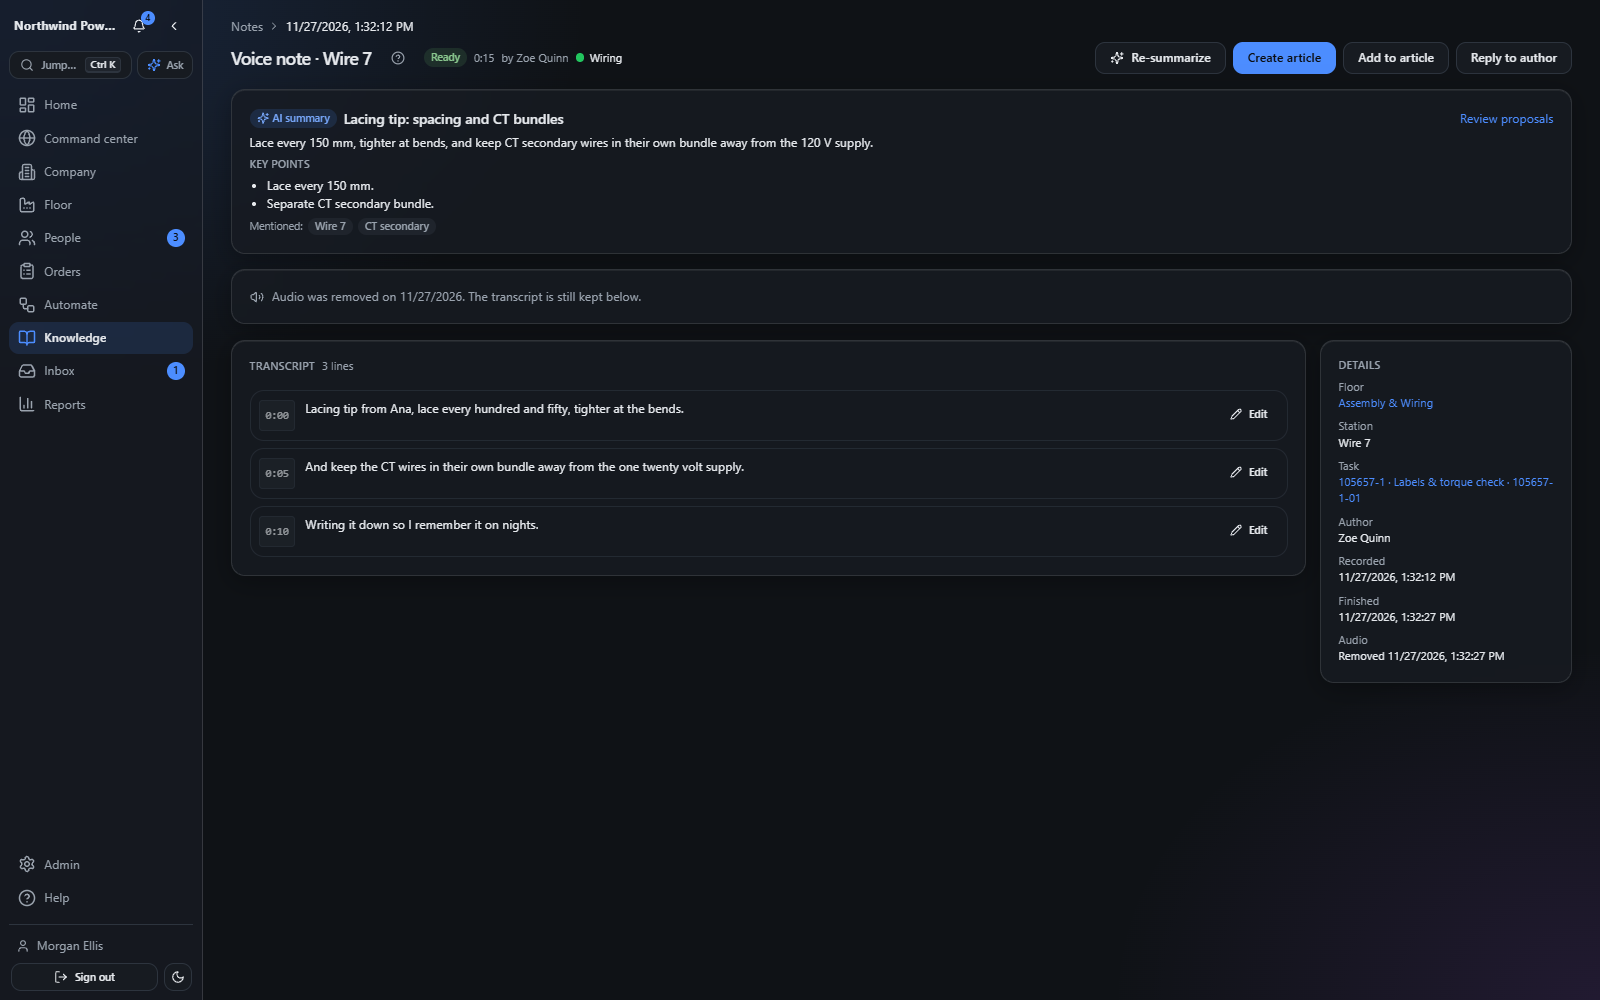 Northwind Pow...
4
Jump... Ctrl K
Ask
Home
Command center
Company
Floor
People 3
Orders
Automate
Knowledge
Inbox 1
Reports
Admin
Help
Morgan Ellis
Sign out
Notes > 11/27/2026, 1:32:12 PM
Voice note · Wire 7
Ready 0:15 by Zoe Quinn Wiring
Re-summarize
Create article
Add to article
Reply to author
AI summary Lacing tip: spacing and CT bundles
Review proposals
Lace every 150 mm, tighter at bends, and keep CT secondary wires in their own bundle away from the 120 V supply.
KEY POINTS
• Lace every 150 mm.
• Separate CT secondary bundle.
Mentioned: Wire 7 CT secondary
Audio was removed on 11/27/2026. The transcript is still kept below.
TRANSCRIPT 3 lines
0:00 Lacing tip from Ana, lace every hundred and fifty, tighter at the bends. Edit
0:05 And keep the CT wires in their own bundle away from the one twenty volt supply. Edit
0:10 Writing it down so I remember it on nights. Edit
DETAILS
Floor
Assembly & Wiring
Station
Wire 7
Task
105657-1 · Labels & torque check · 105657-
1-01
Author
Zoe Quinn
Recorded
11/27/2026, 1:32:12 PM
Finished
11/27/2026, 1:32:27 PM
Audio
Removed 11/27/2026, 1:32:27 PM